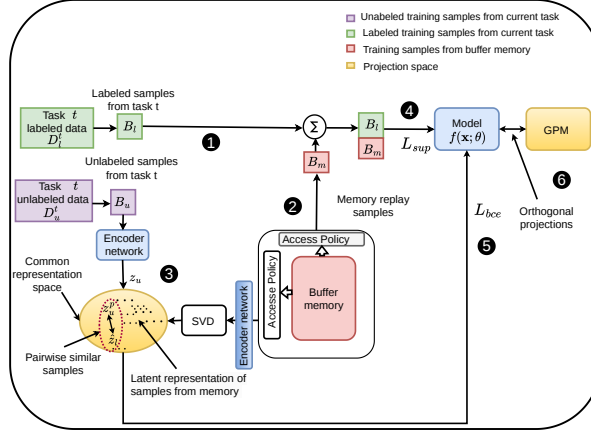 Unabeled training samples from current task
Labeled training samples from current task
Training samples from buffer memory
Projection space
Labeled samples
from task t
Task t
labeled data
D_l^t
B_l
1
Σ
B_l
B_m
4
L_sup
Model
f(x; θ)
GPM
6
Orthogonal
projections
B_m
2
Memory replay
samples
Unlabeled samples
from task t
Task t
unlabeled data
D_u^t
B_u
Encoder
network
z_u
3
Common
representation
space
Pairwise similar
samples
Latent representation of
samples from memory
SVD
Encoder network
Accesse Policy
Access Policy
Buffer
memory
L_bce
5